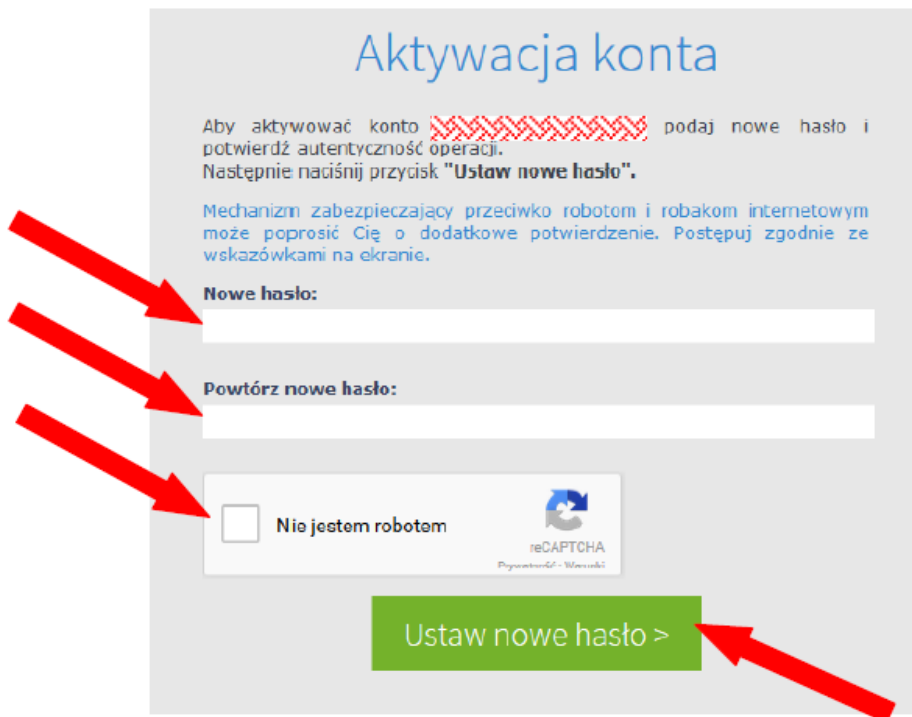 Aktywacja konta
Aby aktywować konto podaj nowe hasło i
potwierdź autentyczność operacji.
Następnie naciśnij przycisk "Ustaw nowe hasło".
Mechanizm zabezpieczający przeciwko robotom i robakom internetowym
może poprosić Cię o dodatkowe potwierdzenie. Postępuj zgodnie ze
wskazówkami na ekranie.
Nowe hasło:
Powtórz nowe hasło:
Nie jestem robotem
reCAPTCHA
Prywatność - Warunki
Ustaw nowe hasło >